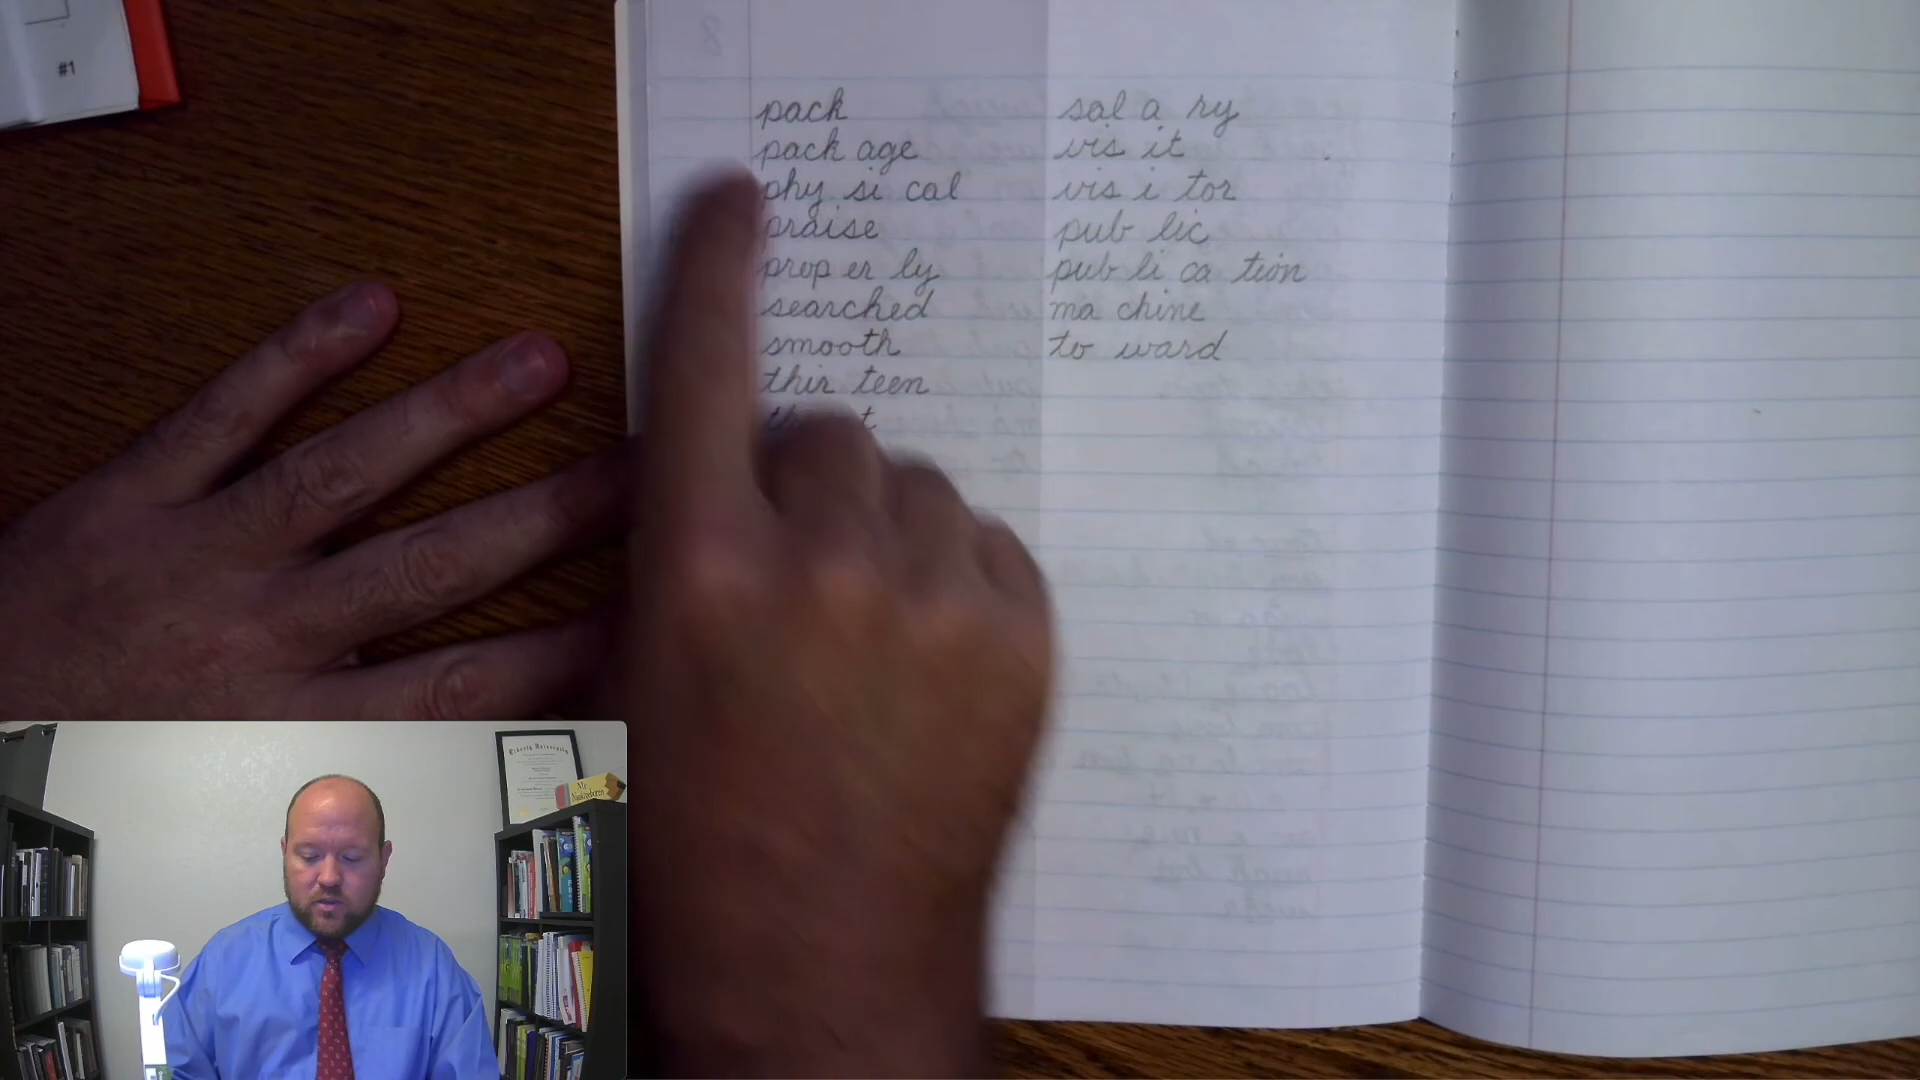 #1
pack
pack age
phy si cal
praise
prop er ly
searched
smooth
thir teen
sal a ry
vis it
vis i tor
pub lic
pub li ca tion
ma chine
to ward